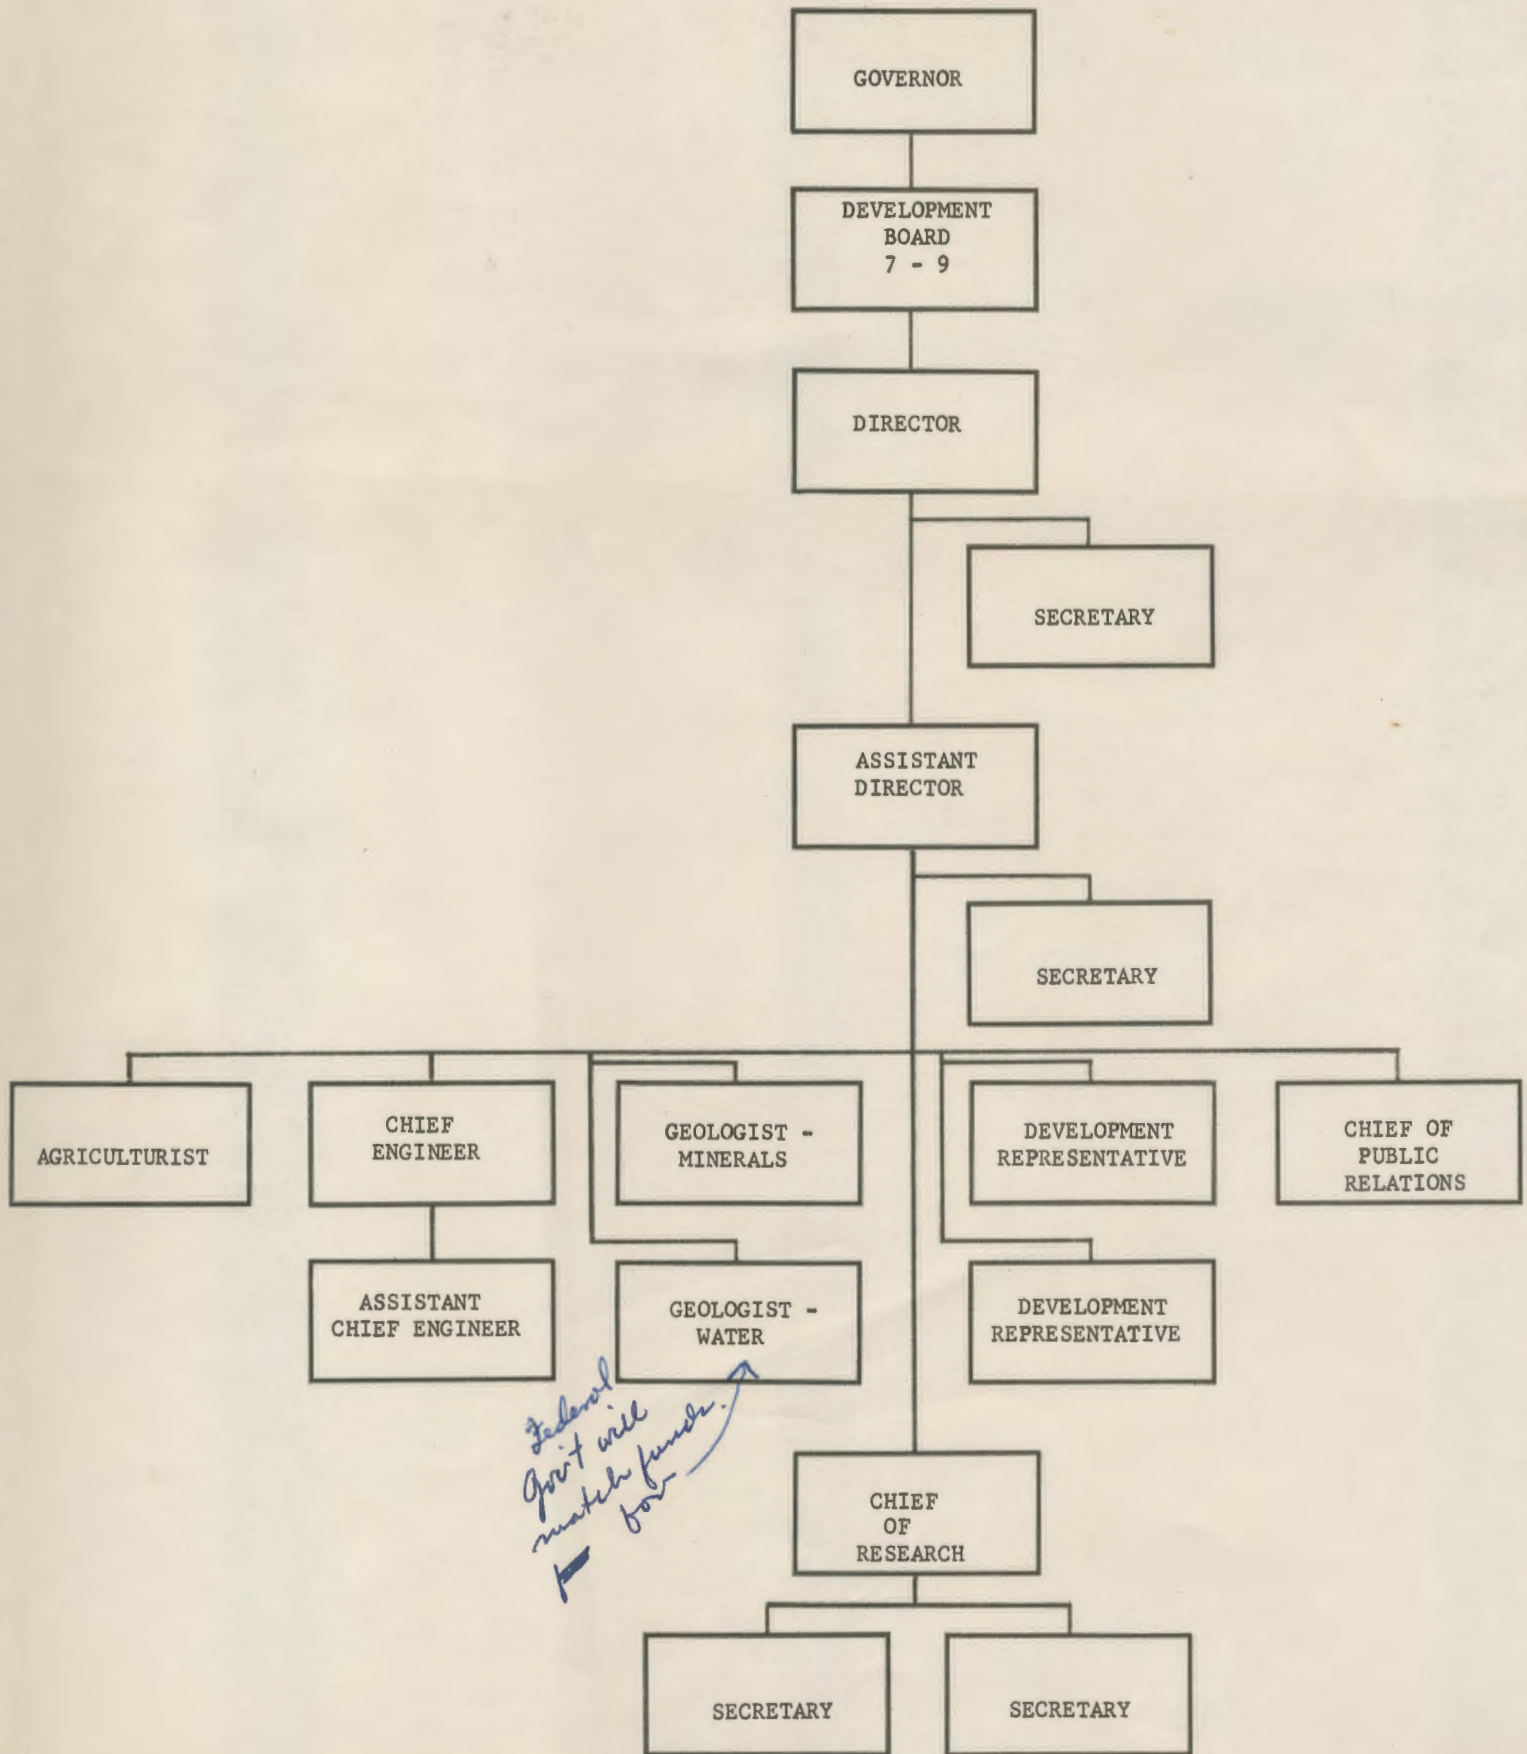 GOVERNOR
DEVELOPMENT
BOARD
7 - 9
DIRECTOR
SECRETARY
ASSISTANT
DIRECTOR
SECRETARY
AGRICULTURIST
CHIEF
ENGINEER
GEOLOGIST -
MINERALS
DEVELOPMENT
REPRESENTATIVE
CHIEF OF
PUBLIC
RELATIONS
ASSISTANT
CHIEF ENGINEER
GEOLOGIST -
WATER
DEVELOPMENT
REPRESENTATIVE
Federal
Gov't will
match funds.
for
CHIEF
OF
RESEARCH
SECRETARY
SECRETARY